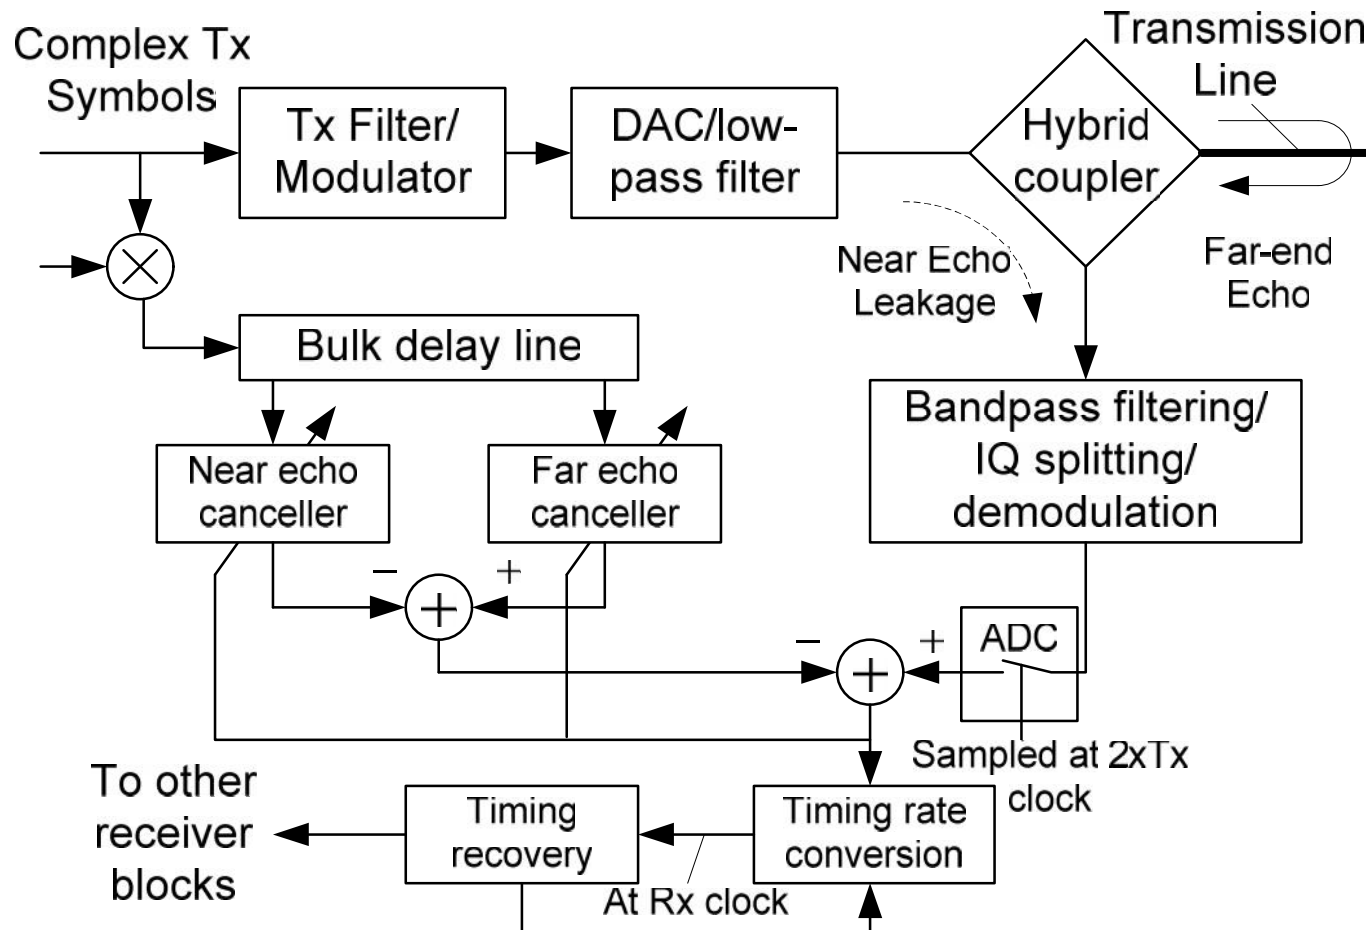 Complex Tx
Symbols
Tx Filter/
Modulator
DAC/low-
pass filter
Hybrid
coupler
Transmission
Line
Near Echo
Leakage
Far-end
Echo
Bulk delay line
Near echo
canceller
Far echo
canceller
Bandpass filtering/
IQ splitting/
demodulation
−
+
+
−
+
+
ADC
Sampled at 2xTx
clock
To other
receiver
blocks
Timing
recovery
Timing rate
conversion
At Rx clock